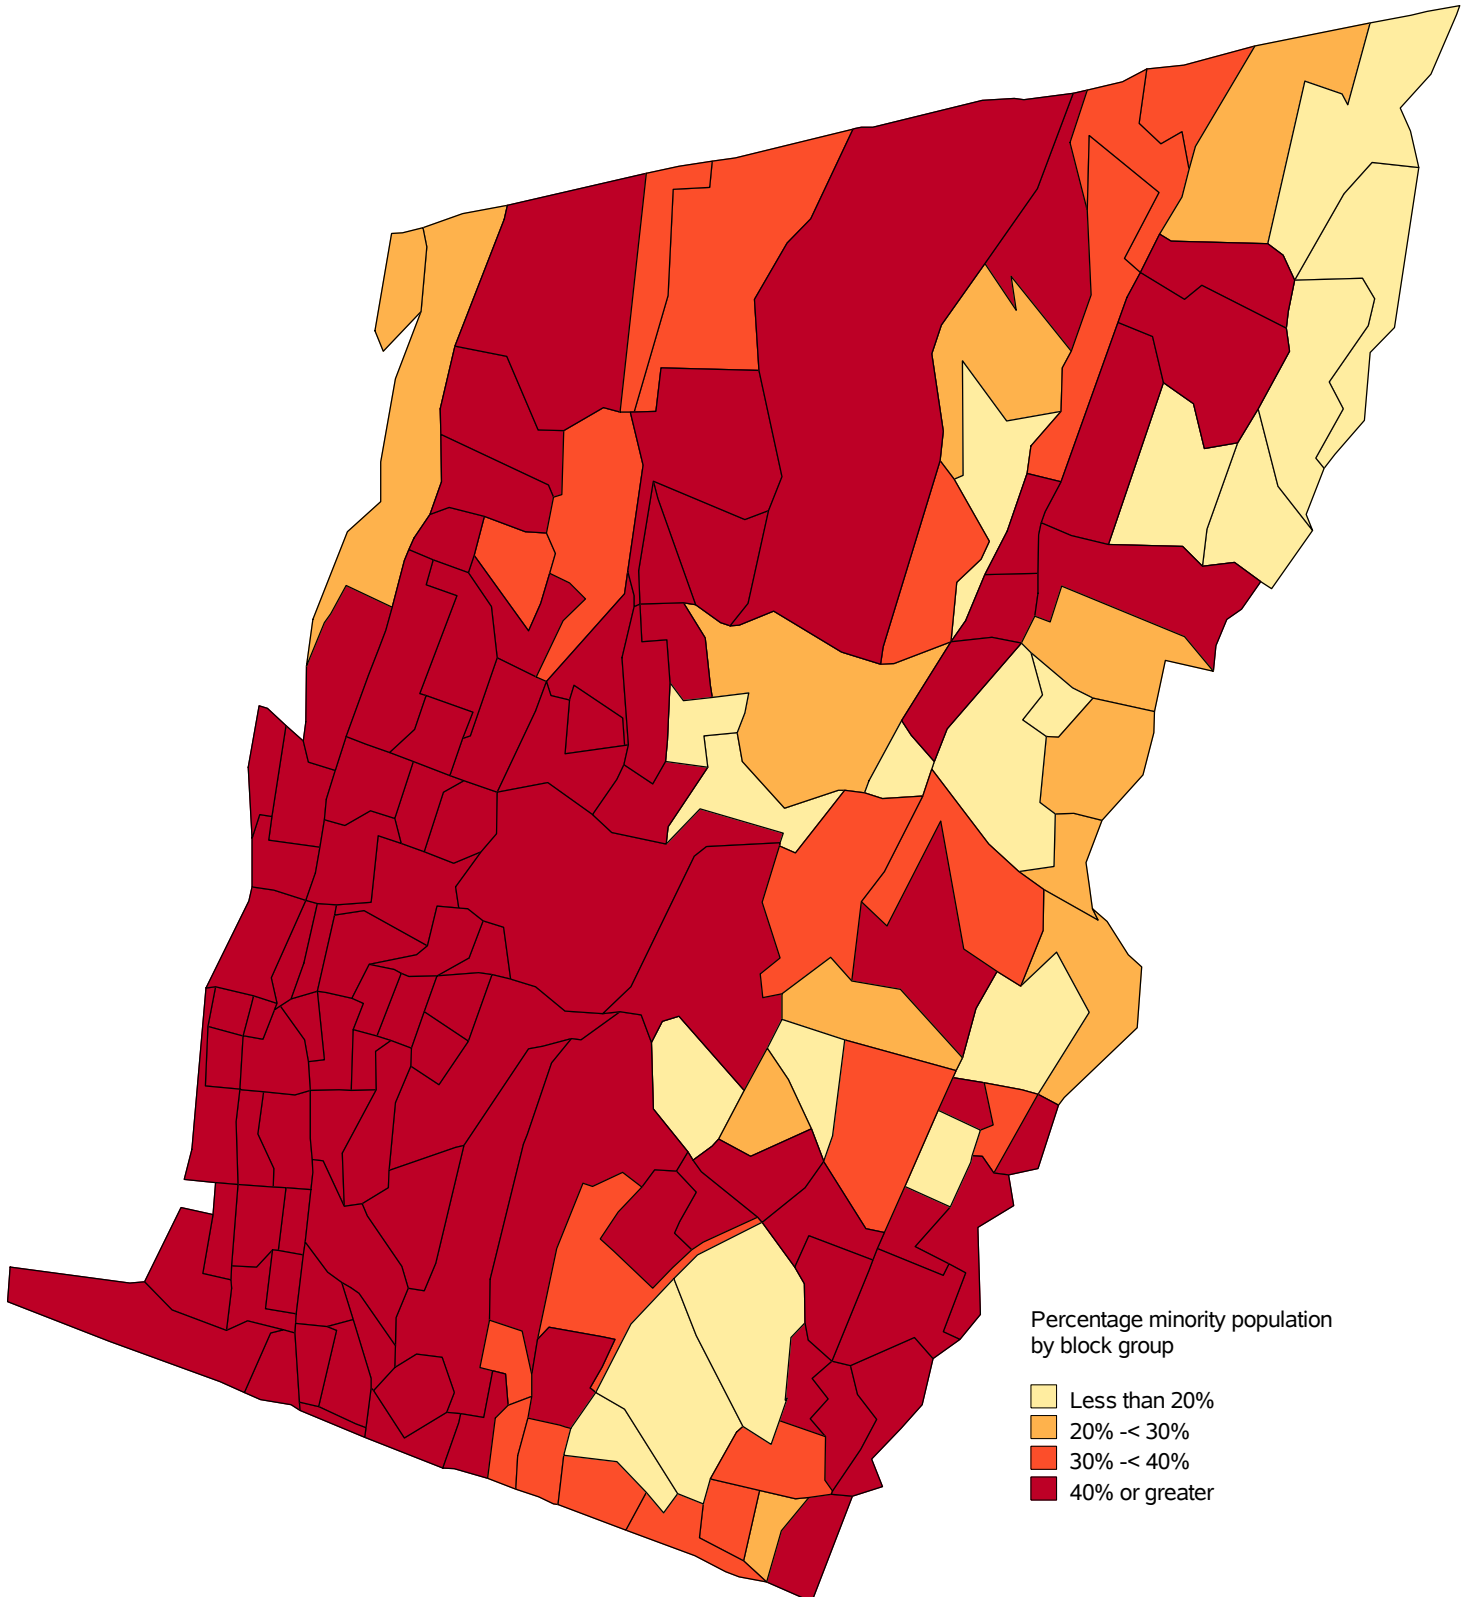 Percentage minority population
by block group
Less than 20%
20% -< 30%
30% -< 40%
40% or greater